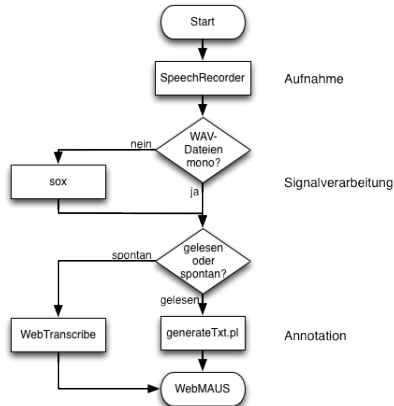 Start
SpeechRecorder
Aufnahme
WAV-
Dateien
mono?
nein
sox
ja
Signalverarbeitung
gelesen
oder
spontan?
spontan
gelesen
WebTranscribe
generateTxt.pl
Annotation
WebMAUS